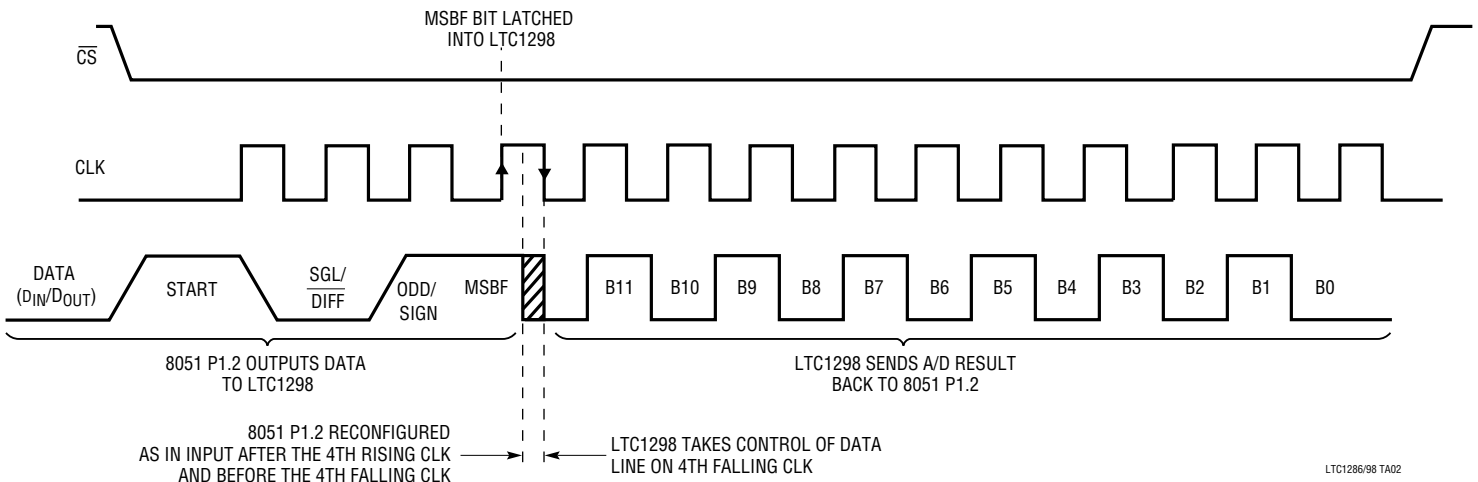 MSBF BIT LATCHED
INTO LTC1298
CS
CLK
DATA
(DIN/DOUT)
START
SGL/
DIFF
ODD/
SIGN
MSBF
B11
B10
B9
B8
B7
B6
B5
B4
B3
B2
B1
B0
8051 P1.2 OUTPUTS DATA
TO LTC1298
LTC1298 SENDS A/D RESULT
BACK TO 8051 P1.2
8051 P1.2 RECONFIGURED
AS IN INPUT AFTER THE 4TH RISING CLK
AND BEFORE THE 4TH FALLING CLK
LTC1298 TAKES CONTROL OF DATA
LINE ON 4TH FALLING CLK
LTC1286/98 TA02